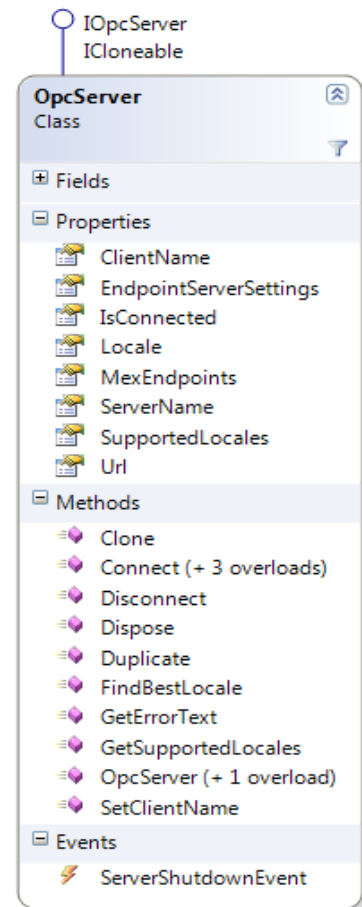 IOpcServer
ICloneable
OpcServer
Class
Fields
Properties
ClientName
EndpointServerSettings
IsConnected
Locale
MexEndpoints
ServerName
SupportedLocales
Url
Methods
Clone
Connect (+ 3 overloads)
Disconnect
Dispose
Duplicate
FindBestLocale
GetErrorText
GetSupportedLocales
OpcServer (+ 1 overload)
SetClientName
Events
ServerShutdownEvent